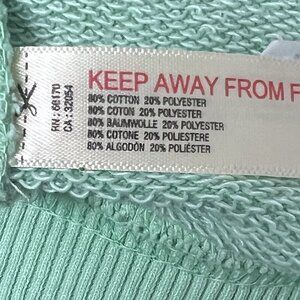 KEEP AWAY FROM F
80% COTTON 20% POLYESTER
80% COTON 20% POLYESTER
80% BAUMWOLLE 20% POLYESTER
80% COTONE 20% POLIESTERE
80% ALGODÓN 20% POLIÉSTER
RN: 66170
CA: 32054